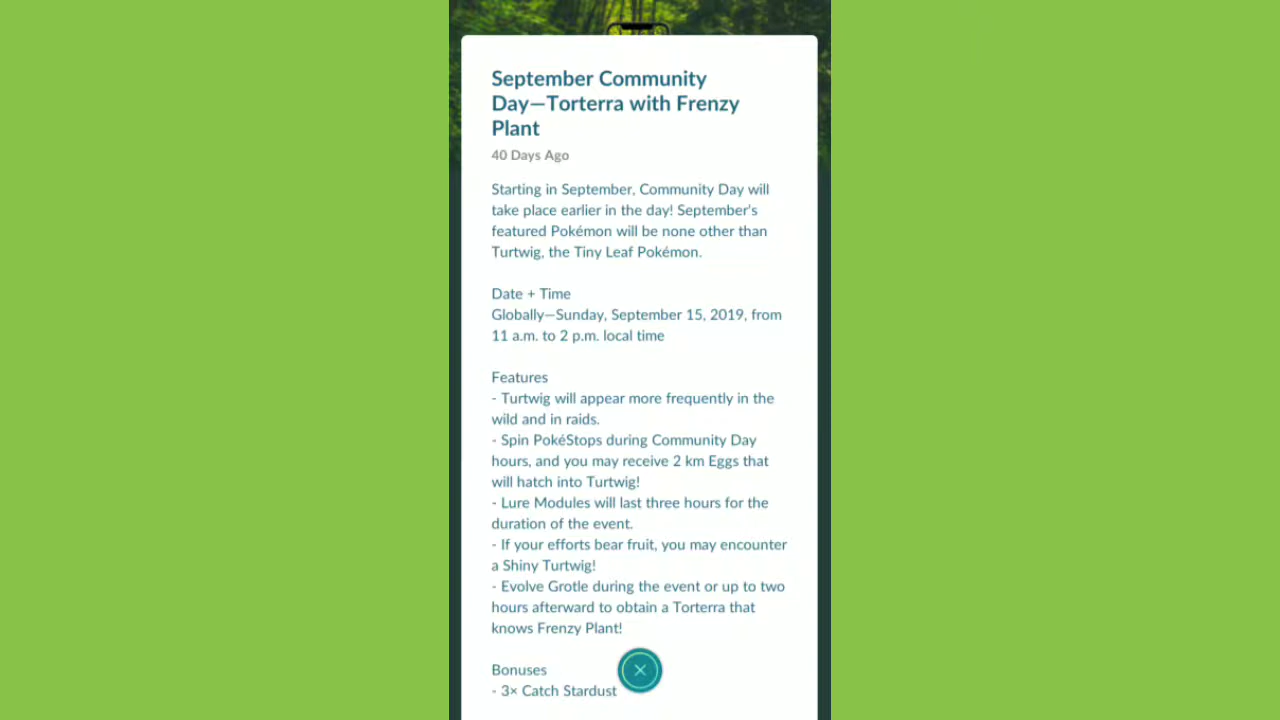 September Community
Day—Torterra with Frenzy
Plant
40 Days Ago
Starting in September, Community Day will
take place earlier in the day! September's
featured Pokémon will be none other than
Turtwig, the Tiny Leaf Pokémon.
Date + Time
Globally—Sunday, September 15, 2019, from
11 a.m. to 2 p.m. local time
Features
- Turtwig will appear more frequently in the
wild and in raids.
- Spin PokéStops during Community Day
hours, and you may receive 2 km Eggs that
will hatch into Turtwig!
- Lure Modules will last three hours for the
duration of the event.
- If your efforts bear fruit, you may encounter
a Shiny Turtwig!
- Evolve Grotle during the event or up to two
hours afterward to obtain a Torterra that
knows Frenzy Plant!
Bonuses
- 3× Catch Stardust